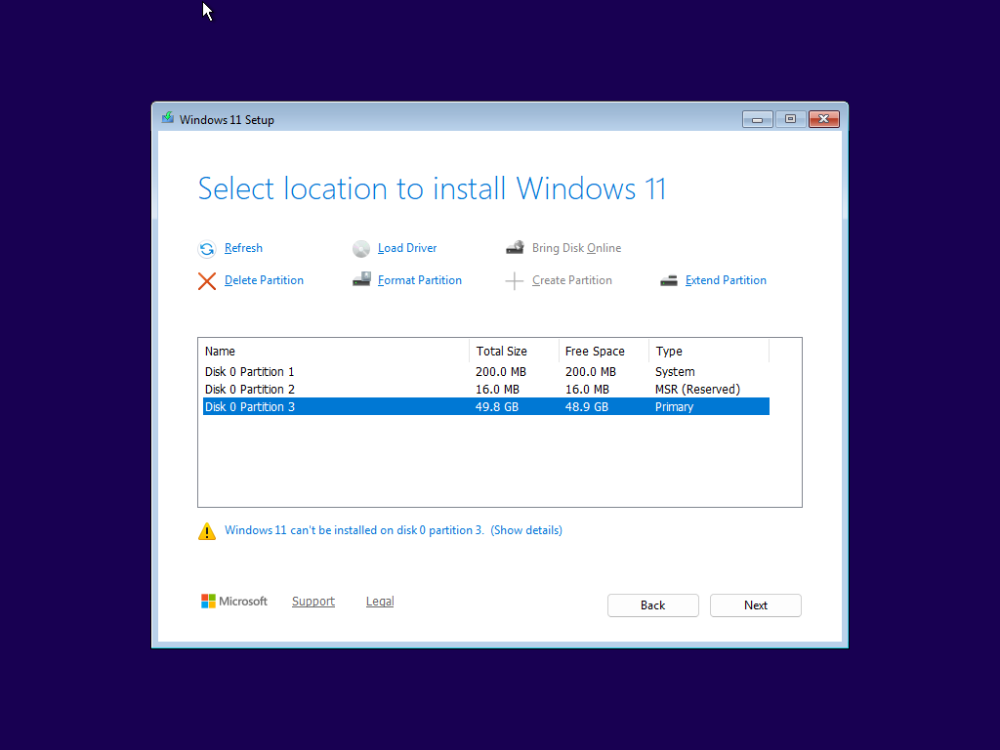 Windows 11 Setup
Select location to install Windows 11
Refresh Load Driver Bring Disk Online
Delete Partition Format Partition Create Partition Extend Partition
Name Total Size Free Space Type
Disk 0 Partition 1 200.0 MB 200.0 MB System
Disk 0 Partition 2 16.0 MB 16.0 MB MSR (Reserved)
Disk 0 Partition 3 49.8 GB 48.9 GB Primary
Windows 11 can't be installed on disk 0 partition 3. (Show details)
Microsoft Support Legal Back Next